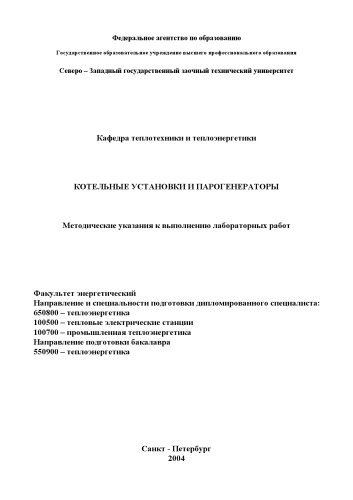 Федеральное агентство по образованию
Государственное образовательное учреждение высшего профессионального образования
Северо – Западный государственный заочный технический университет
Кафедра теплотехники и теплоэнергетики
КОТЕЛЬНЫЕ УСТАНОВКИ И ПАРОГЕНЕРАТОРЫ
Методические указания к выполнению лабораторных работ
Факультет энергетический
Направление и специальности подготовки дипломированного специалиста:
650800 – теплоэнергетика
100500 – тепловые электрические станции
100700 – промышленная теплоэнергетика
Направление подготовки бакалавра
550900 – теплоэнергетика
Санкт - Петербург
2004